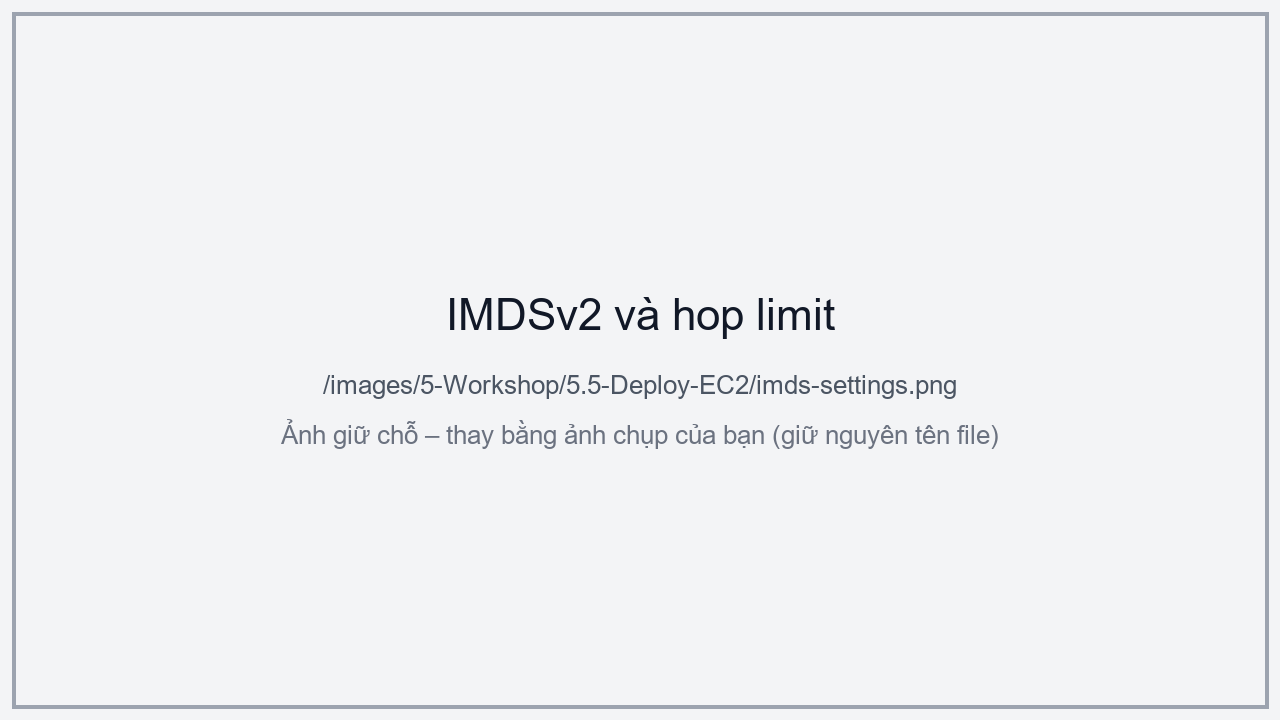 IMDSv2 và hop limit
/images/5-Workshop/5.5-Deploy-EC2/imds-settings.png
Ảnh giữ chỗ – thay bằng ảnh chụp của bạn (giữ nguyên tên file)